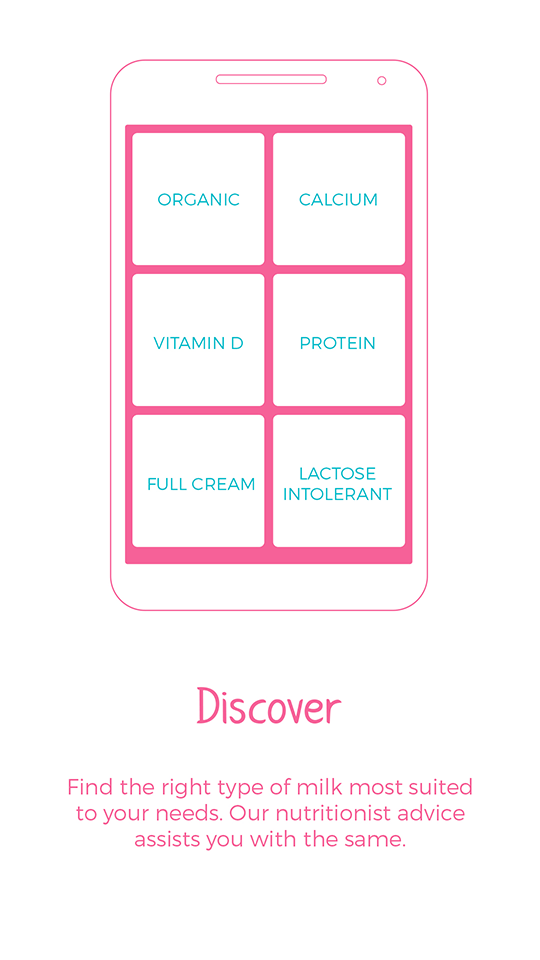 ORGANIC
CALCIUM
VITAMIN D
PROTEIN
FULL CREAM
LACTOSE
INTOLERANT
Discover
Find the right type of milk most suited
to your needs. Our nutritionist advice
assists you with the same.